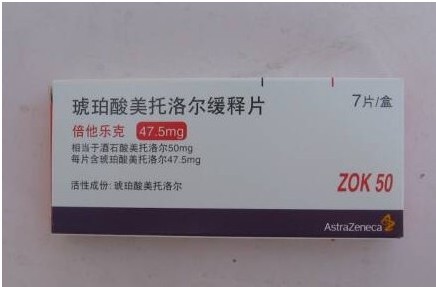 琥珀酸美托洛尔缓释片
7片/盒
倍他乐克 47.5mg
相当于酒石酸美托洛尔50mg
每片含琥珀酸美托洛尔47.5mg
活性成份: 琥珀酸美托洛尔
ZOK 50
AstraZeneca